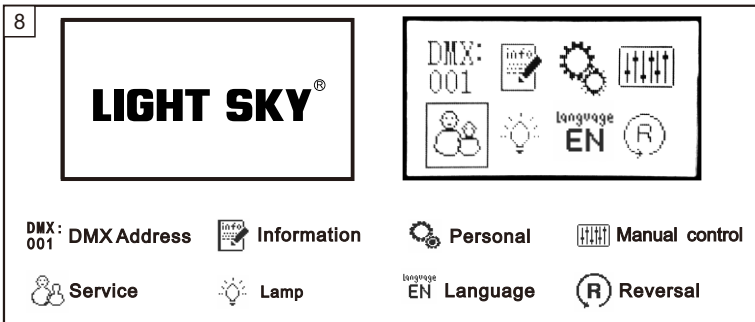 8
LIGHT SKY®
DMX:
001
info
Language
EN
R
DMX:
001 DMX Address
info Information
Personal
Manual control
Service
Lamp
Language
EN Language
R Reversal